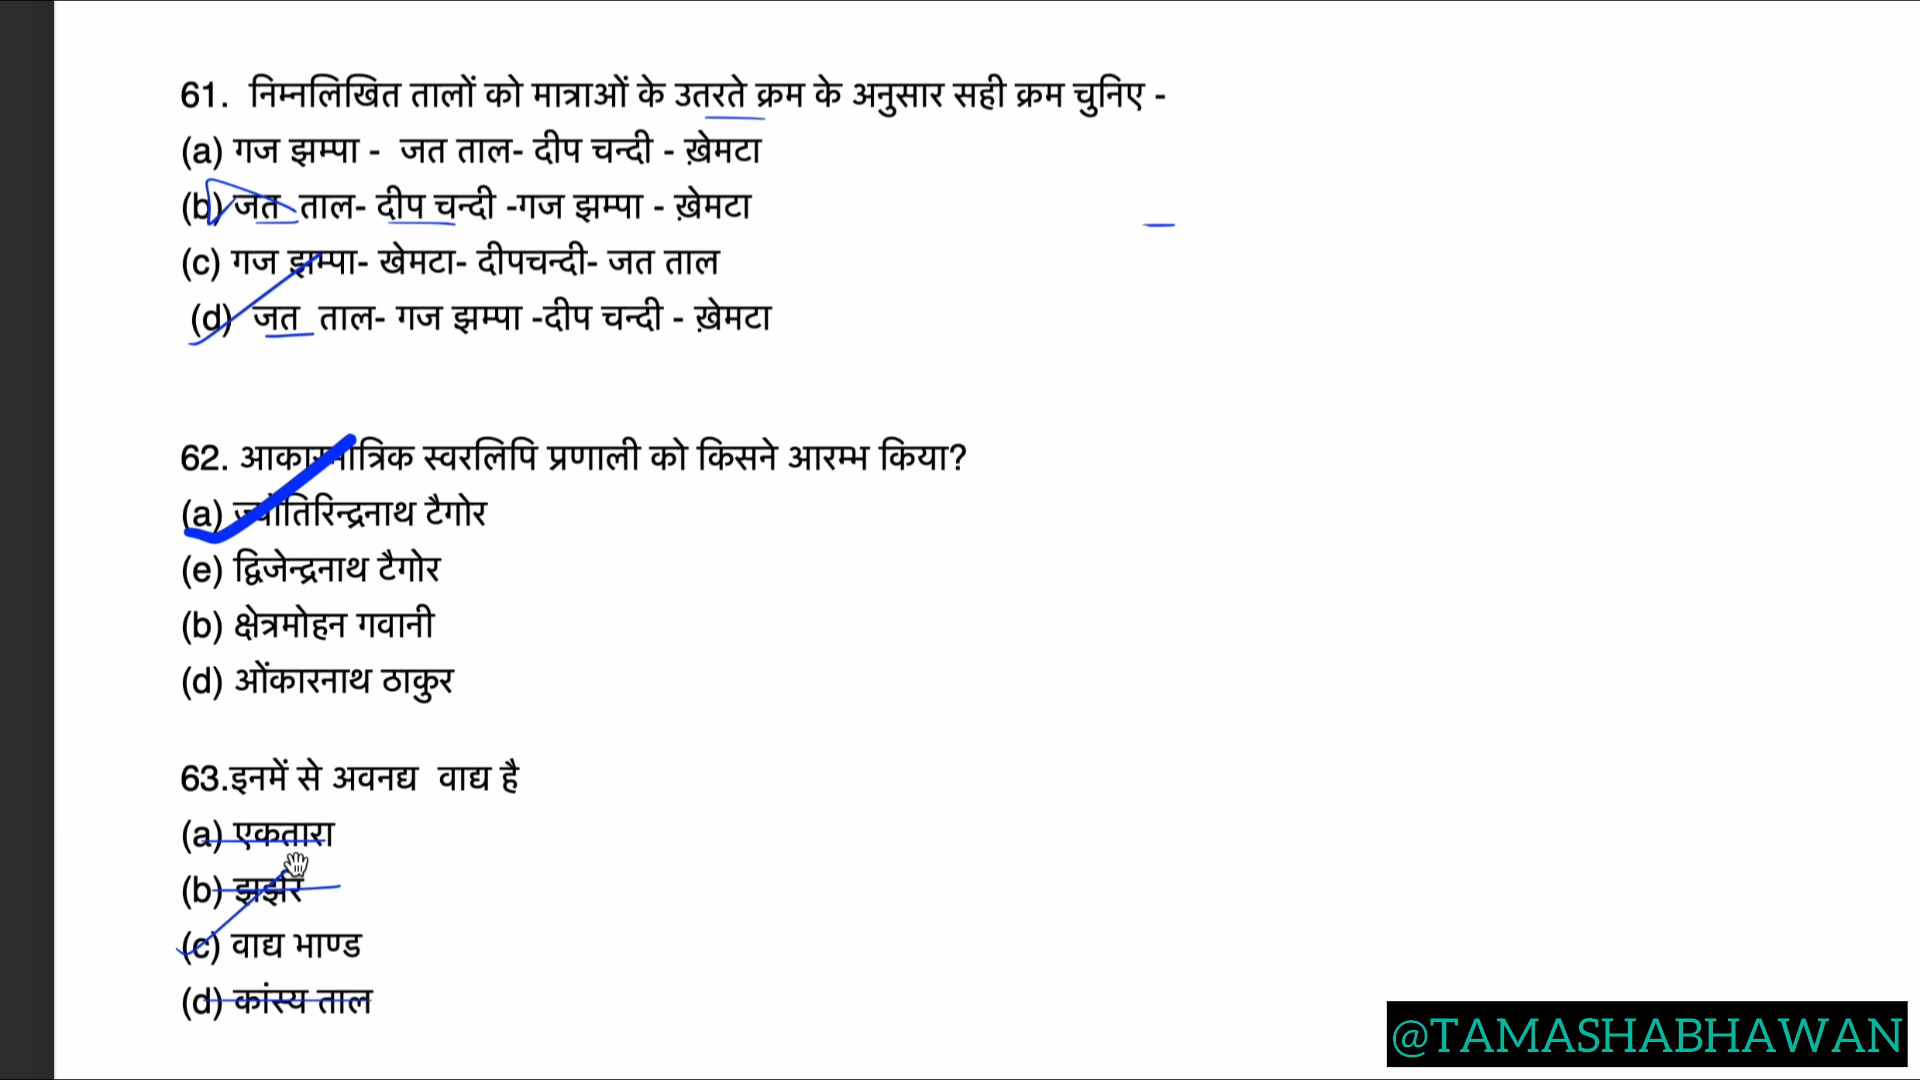 61. निम्नलिखित तालों को मात्राओं के उतरते क्रम के अनुसार सही क्रम चुनिए -
(a) गज झम्पा - जत ताल- दीप चन्दी - ख़ेमटा
(b) जत ताल- दीप चन्दी -गज झम्पा - ख़ेमटा
(c) गज झम्पा- खेमटा- दीपचन्दी- जत ताल
(d) जत ताल- गज झम्पा -दीप चन्दी - ख़ेमटा
62. आकारमात्रिक स्वरलिपि प्रणाली को किसने आरम्भ किया?
(a) ज्योतिरिन्द्रनाथ टैगोर
(e) द्विजेन्द्रनाथ टैगोर
(b) क्षेत्रमोहन गवानी
(d) ओंकारनाथ ठाकुर
63.इनमें से अवनद्य वाद्य है
(a) एकतारा
(b) झर्झर
(c) वाद्य भाण्ड
(d) कांस्य ताल
@TAMASHABHAWAN